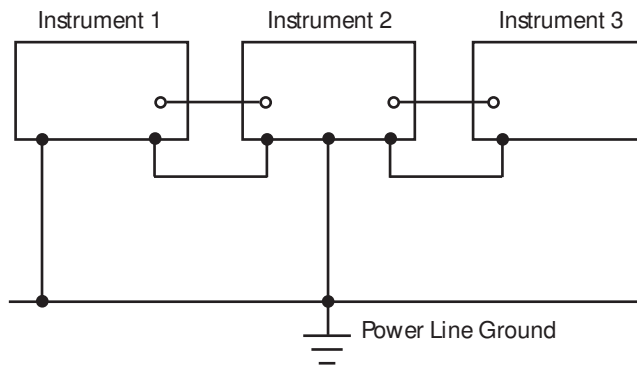 Instrument 1
Instrument 2
Instrument 3
Power Line Ground